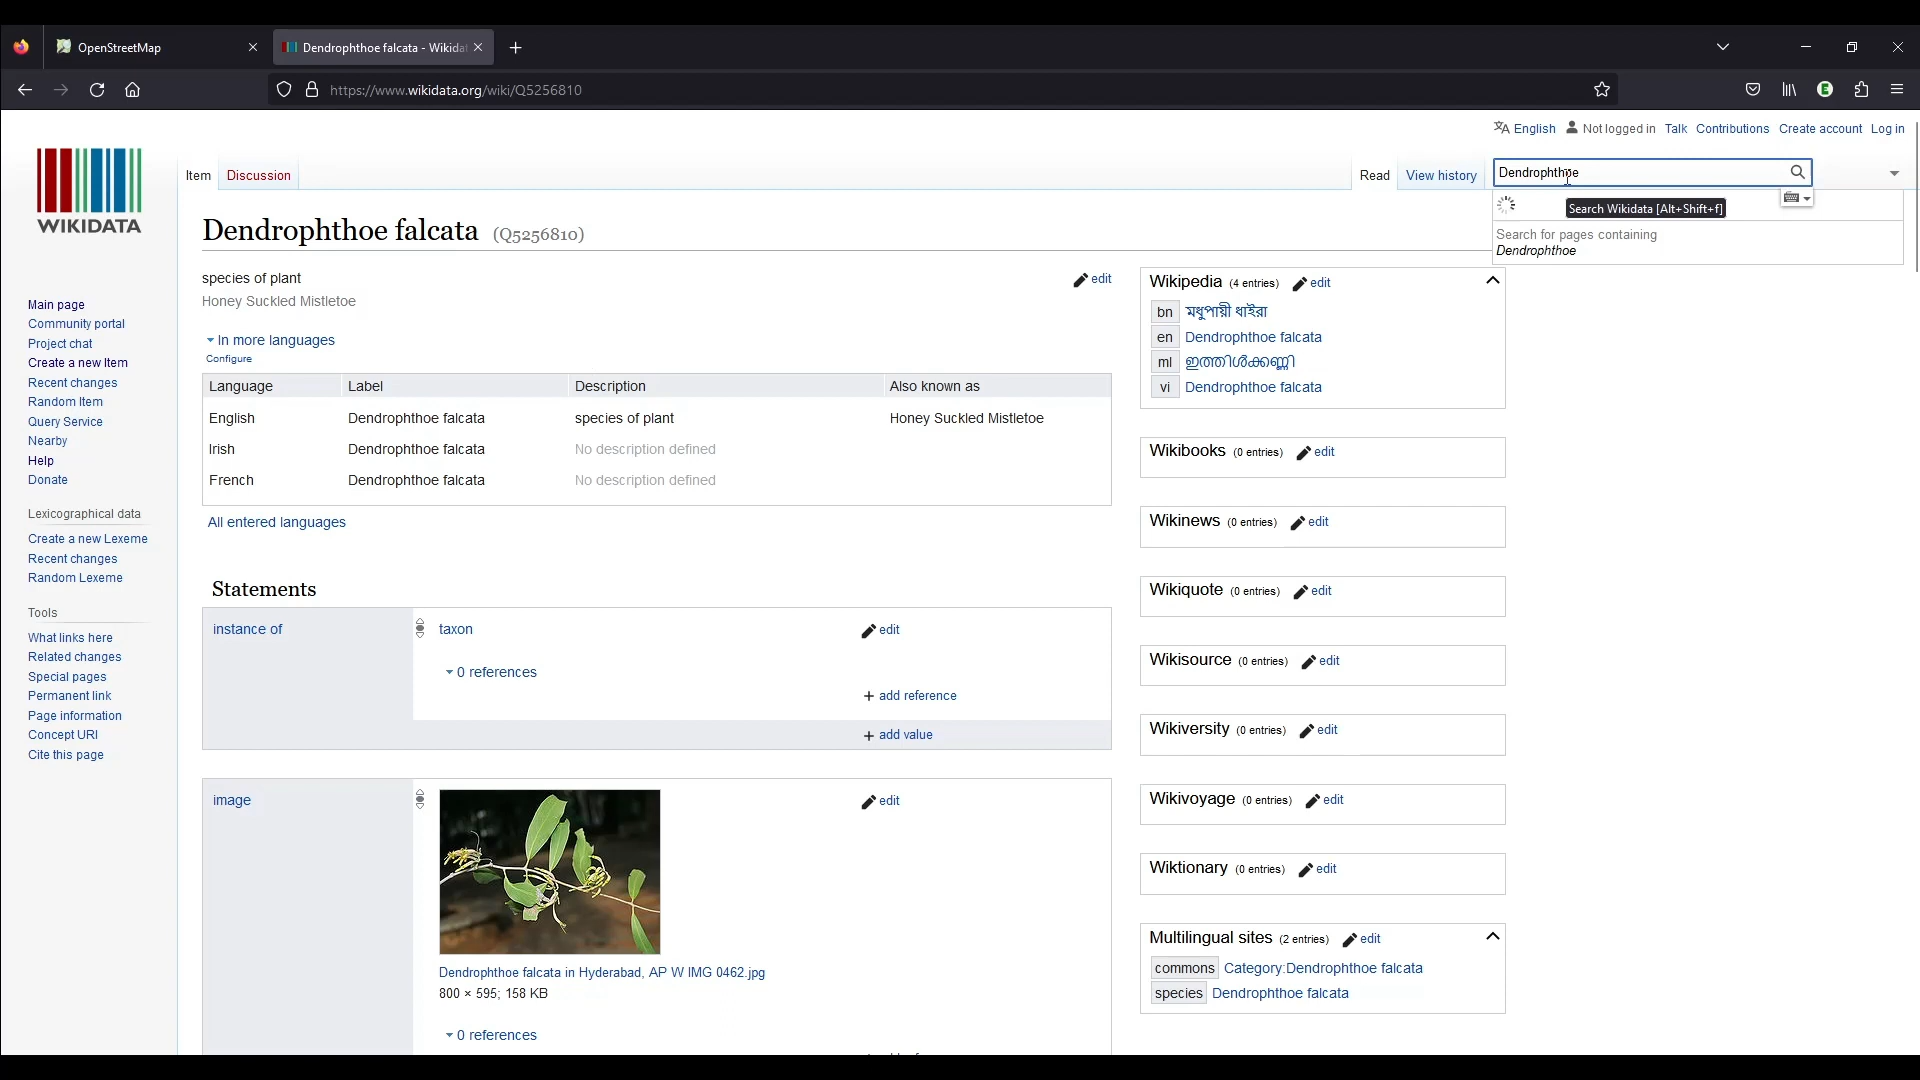 OpenStreetMap
Dendrophthoe falcata - Wikidat
https://www.wikidata.org/wiki/Q5256810
English Not logged in Talk Contributions Create account Log in
WIKIDATA
Item Discussion Read View history Dendrophthoe
Search Wikidata [Alt+Shift+f]
Search for pages containing
Dendrophthoe
Dendrophthoe falcata (Q5256810)
species of plant edit
Honey Suckled Mistletoe
In more languages
Configure
Language Label Description Also known as
English Dendrophthoe falcata species of plant Honey Suckled Mistletoe
Irish Dendrophthoe falcata No description defined
French Dendrophthoe falcata No description defined
All entered languages
Statements
instance of taxon edit
0 references
+ add reference
+ add value
image edit
Dendrophthoe falcata in Hyderabad, AP W IMG 0462.jpg
800 × 595; 158 KB
0 references
Main page
Community portal
Project chat
Create a new Item
Recent changes
Random Item
Query Service
Nearby
Help
Donate
Lexicographical data
Create a new Lexeme
Recent changes
Random Lexeme
Tools
What links here
Related changes
Special pages
Permanent link
Page information
Concept URI
Cite this page
Wikipedia (4 entries) edit
bn মধুপায়ী ধাইরা
en Dendrophthoe falcata
ml ഇത്തിൾക്കണ്ണി
vi Dendrophthoe falcata
Wikibooks (0 entries) edit
Wikinews (0 entries) edit
Wikiquote (0 entries) edit
Wikisource (0 entries) edit
Wikiversity (0 entries) edit
Wikivoyage (0 entries) edit
Wiktionary (0 entries) edit
Multilingual sites (2 entries) edit
commons Category:Dendrophthoe falcata
species Dendrophthoe falcata